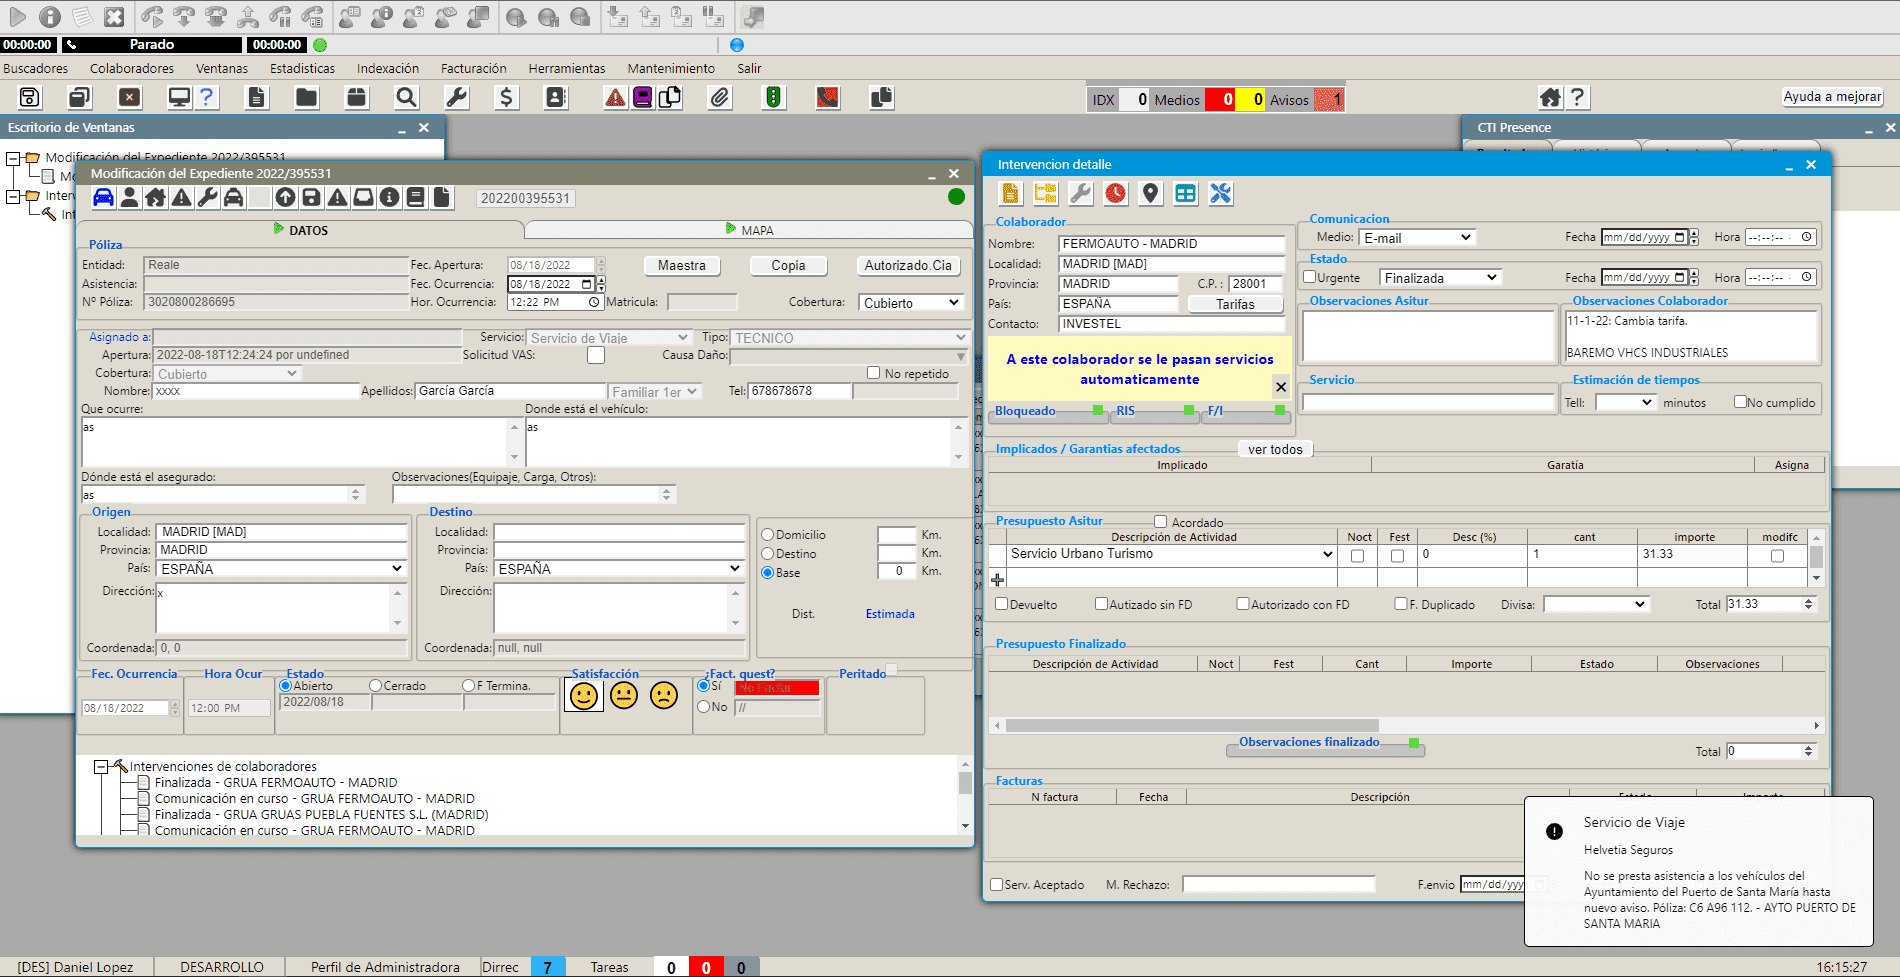 00:00:00 Parado 00:00:00
Buscadores Colaboradores Ventanas Estadisticas Indexación Facturación Herramientas Mantenimiento Salir
IDX 0 Medios 0 0 Avisos 1
Ayuda a mejorar
Escritorio de Ventanas
Modificación del Expediente 2022/395531
CTI Presence
Modificación del Expediente 2022/395531
202200395531
DATOS MAPA
Póliza
Entidad: Reale Fec. Apertura: 08/18/2022 Maestra Copia Autorizado.Cia
Asistencia: Fec. Ocurrencia: 08/18/2022
Nº Póliza: 3020800286695 Hor. Ocurrencia: 12:22 PM Matricula: Cobertura: Cubierto
Asignado a: Servicio: Servicio de Viaje Tipo: TECNICO
Apertura: 2022-08-18T12:24:24 por undefined Solicitud VAS: Causa Daño:
Cobertura: Cubierto No repetido
Nombre: xxxx Apellidos: García García Familiar 1er Tel: 678678678
Que ocurre: Donde está el vehículo:
as as
Dónde está el asegurado: Observaciones(Equipaje, Carga, Otros):
as
Origen Destino
Localidad: MADRID [MAD] Localidad: Domicilio Km.
Provincia: MADRID Provincia: Destino Km.
País: ESPAÑA País: ESPAÑA Base 0 Km.
Dirección: x Dirección:
Dist. Estimada
Coordenada: 0, 0 Coordenada: null, null
Fec. Ocurrencia Hora Ocur Estado Satisfacción ¿Fact. quest? Peritado
Abierto Cerrado F Termina. Sí No Factur
08/18/2022 12:00 PM 2022/08/18 No //
Intervenciones de colaboradores
Finalizada - GRUA FERMOAUTO - MADRID
Comunicación en curso - GRUA FERMOAUTO - MADRID
Finalizada - GRUA GRUAS PUEBLA FUENTES S.L. (MADRID)
Comunicación en curso - GRUA FERMOAUTO - MADRID
Intervencion detalle
Colaborador
Nombre: FERMOAUTO - MADRID
Localidad: MADRID [MAD]
Provincia: MADRID C.P. : 28001
País: ESPAÑA Tarifas
Contacto: INVESTEL
A este colaborador se le pasan servicios
automaticamente
Bloqueado RIS F/I
Comunicacion
Medio: E-mail Fecha mm/dd/yyyy Hora --:-- --
Estado
Urgente Finalizada Fecha mm/dd/yyyy Hora --:-- --
Observaciones Asitur Observaciones Colaborador
11-1-22: Cambia tarifa.
BAREMO VHCS INDUSTRIALES
Servicio Estimación de tiempos
Tell: minutos No cumplido
Implicados / Garantias afectados ver todos
Implicado Garatía Asigna
Presupuesto Asitur Acordado
Descripción de Actividad Noct Fest Desc (%) cant importe modifc
Servicio Urbano Turismo 0 1 31.33
Devuelto Autizado sin FD Autorizado con FD F. Duplicado Divisa: Total 31.33
Presupuesto Finalizado
Descripción de Actividad Noct Fest Cant Importe Estado Observaciones
Observaciones finalizado Total 0
Facturas
N factura Fecha Descripción
Serv. Aceptado M. Rechazo: F.envio mm/dd/yyyy
Servicio de Viaje
Helvetia Seguros
No se presta asistencia a los vehículos del
Ayuntamiento del Puerto de Santa María hasta
nuevo aviso. Póliza: C6 A96 112. - AYTO PUERTO DE
SANTA MARIA
[DES] Daniel Lopez DESARROLLO Perfil de Administradora Dirrec 7 Tareas 0 0 0 16:15:27